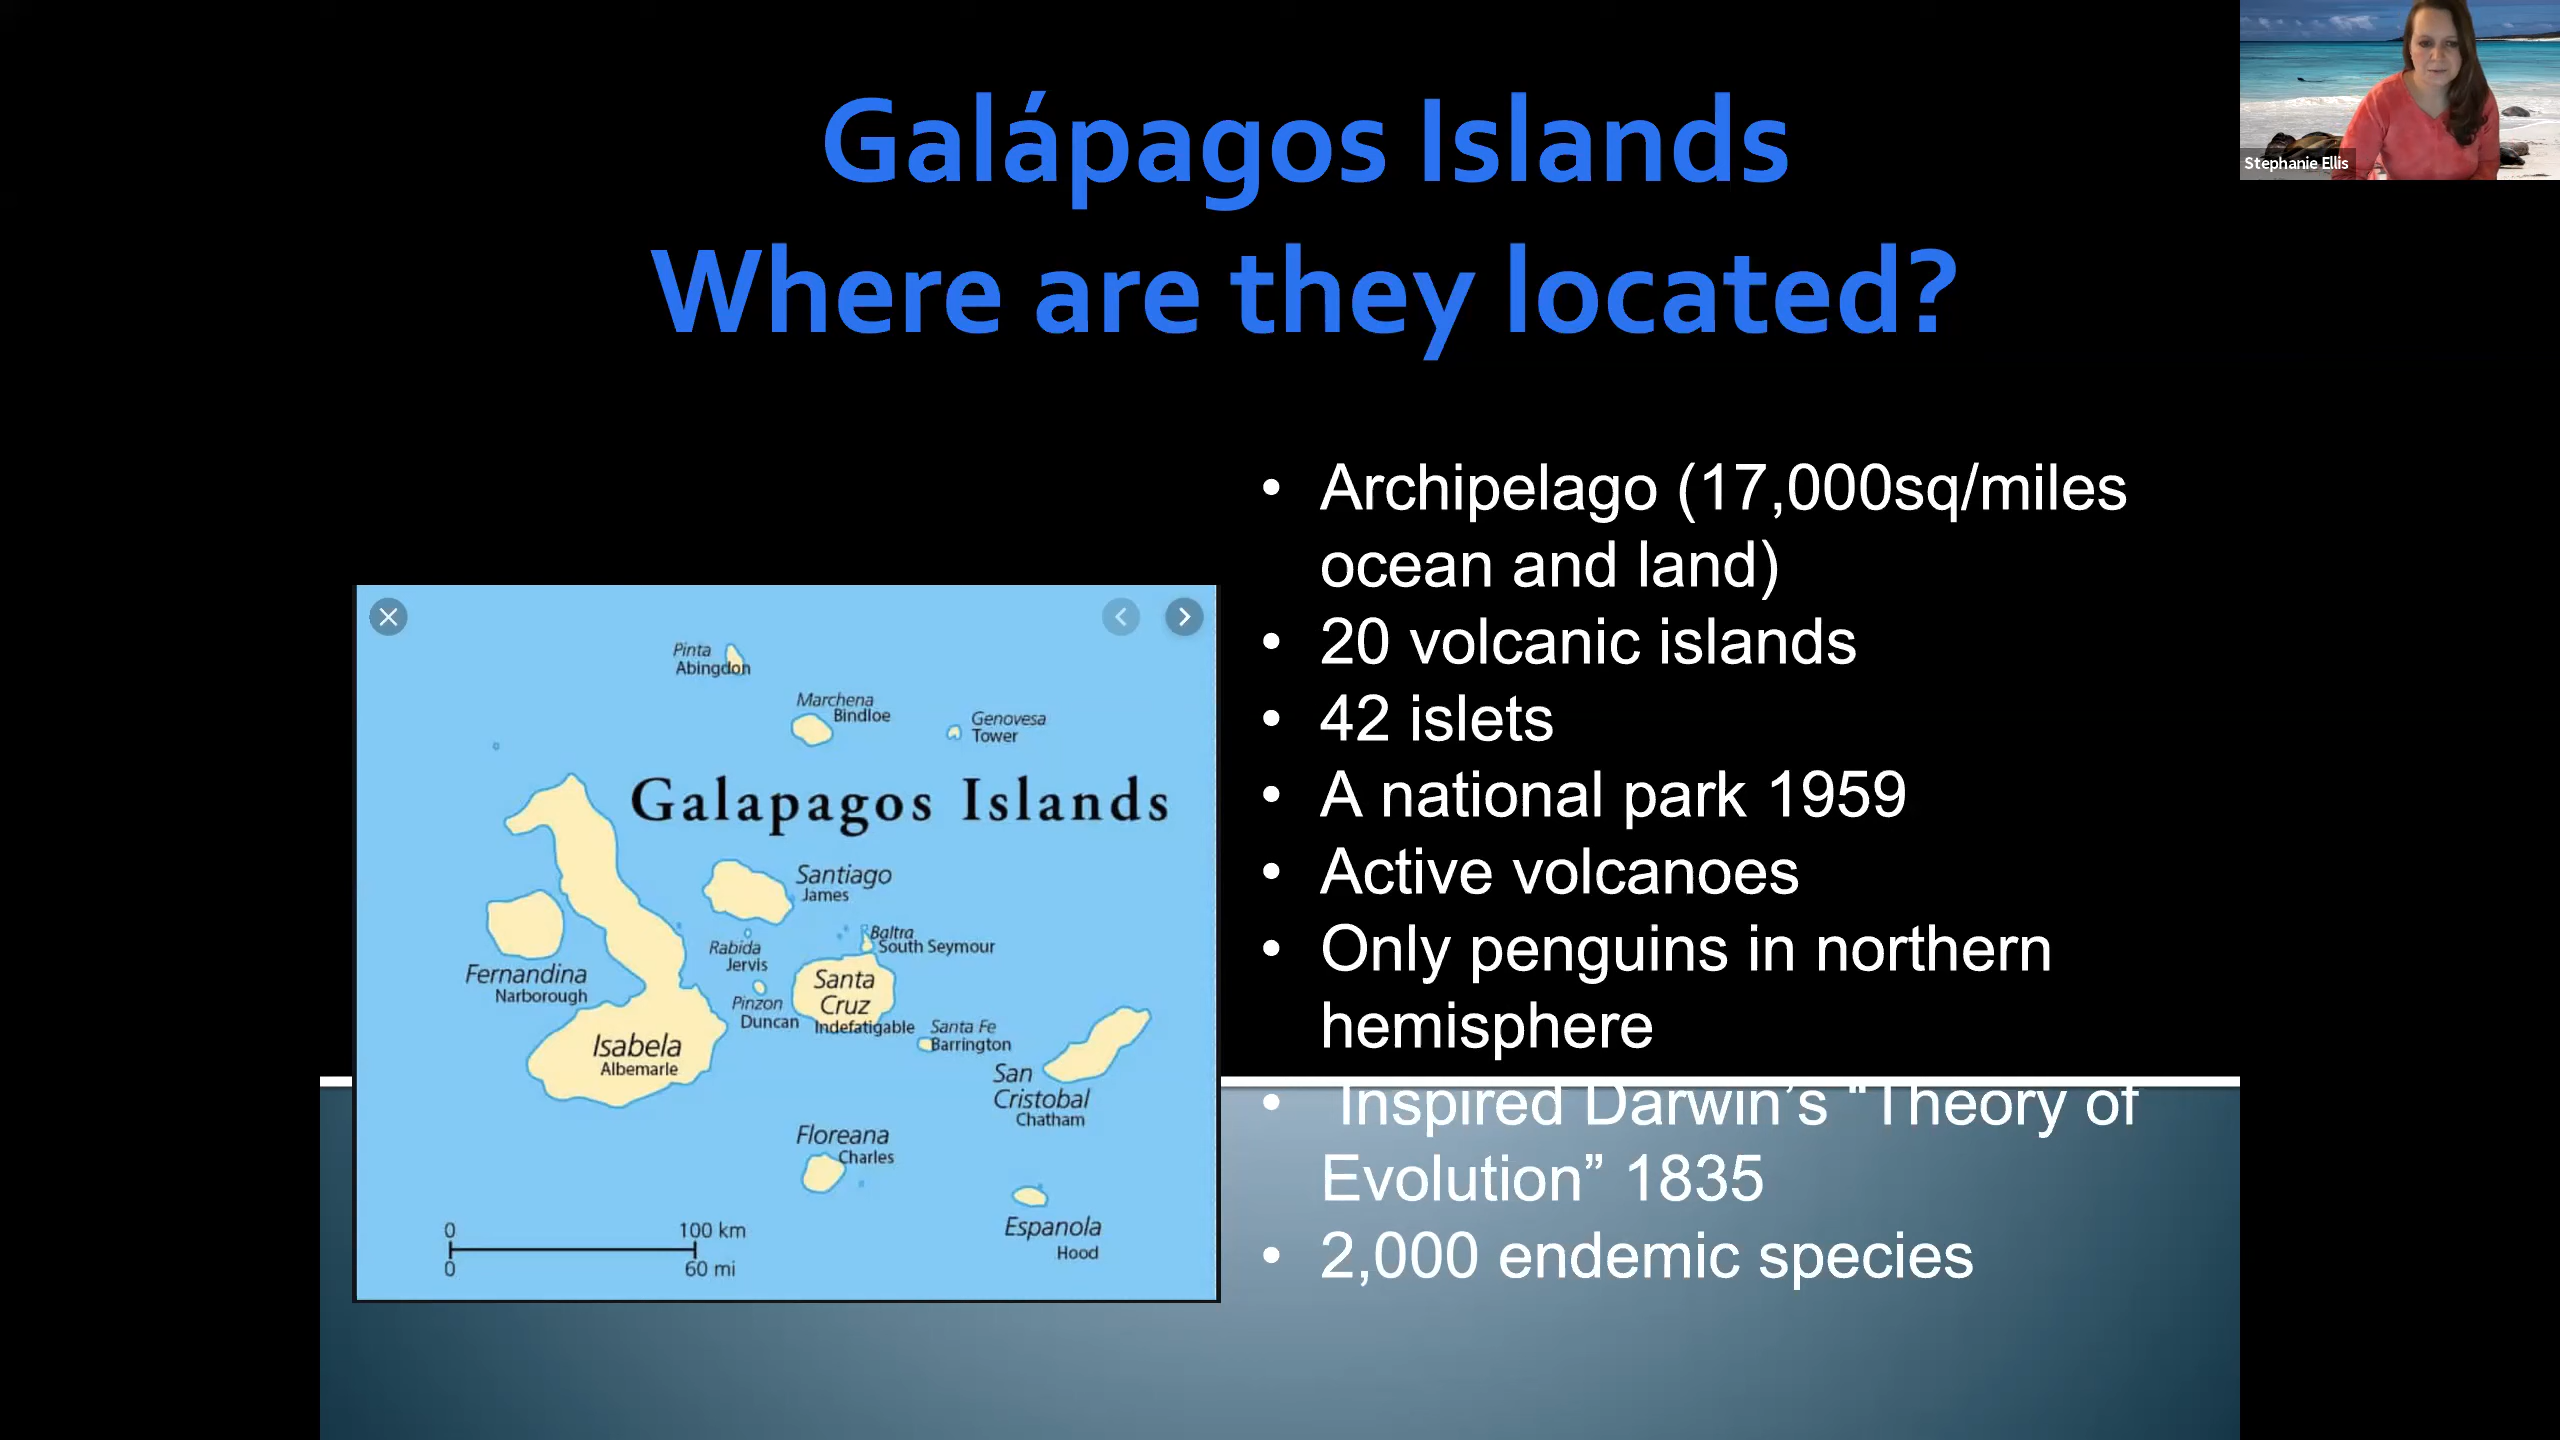 Galápagos Islands
Where are they located?
Stephanie Ellis
• Archipelago (17,000sq/miles
ocean and land)
• 20 volcanic islands
• 42 islets
• A national park 1959
• Active volcanoes
• Only penguins in northern
hemisphere
• Inspired Darwin’s “Theory of
Evolution” 1835
• 2,000 endemic species
Pinta
Abingdon
Marchena
Bindloe
Genovesa
Tower
Galapagos Islands
Santiago
James
Baltra
South Seymour
Rabida
Jervis
Fernandina
Narborough
Santa
Cruz
Indefatigable
Pinzon
Duncan
Santa Fe
Barrington
Isabela
Albemarle
San
Cristobal
Chatham
Floreana
Charles
Espanola
Hood
0 100 km
0 60 mi